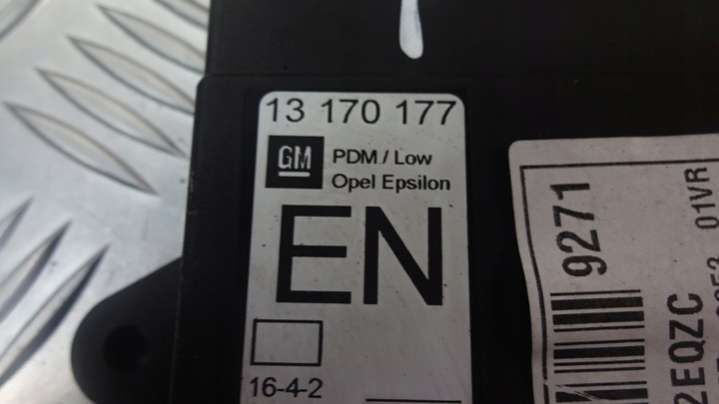 13 170 177
GM
PDM / Low
Opel Epsilon
EN
16-4-2
9271
2EQZC
01VR